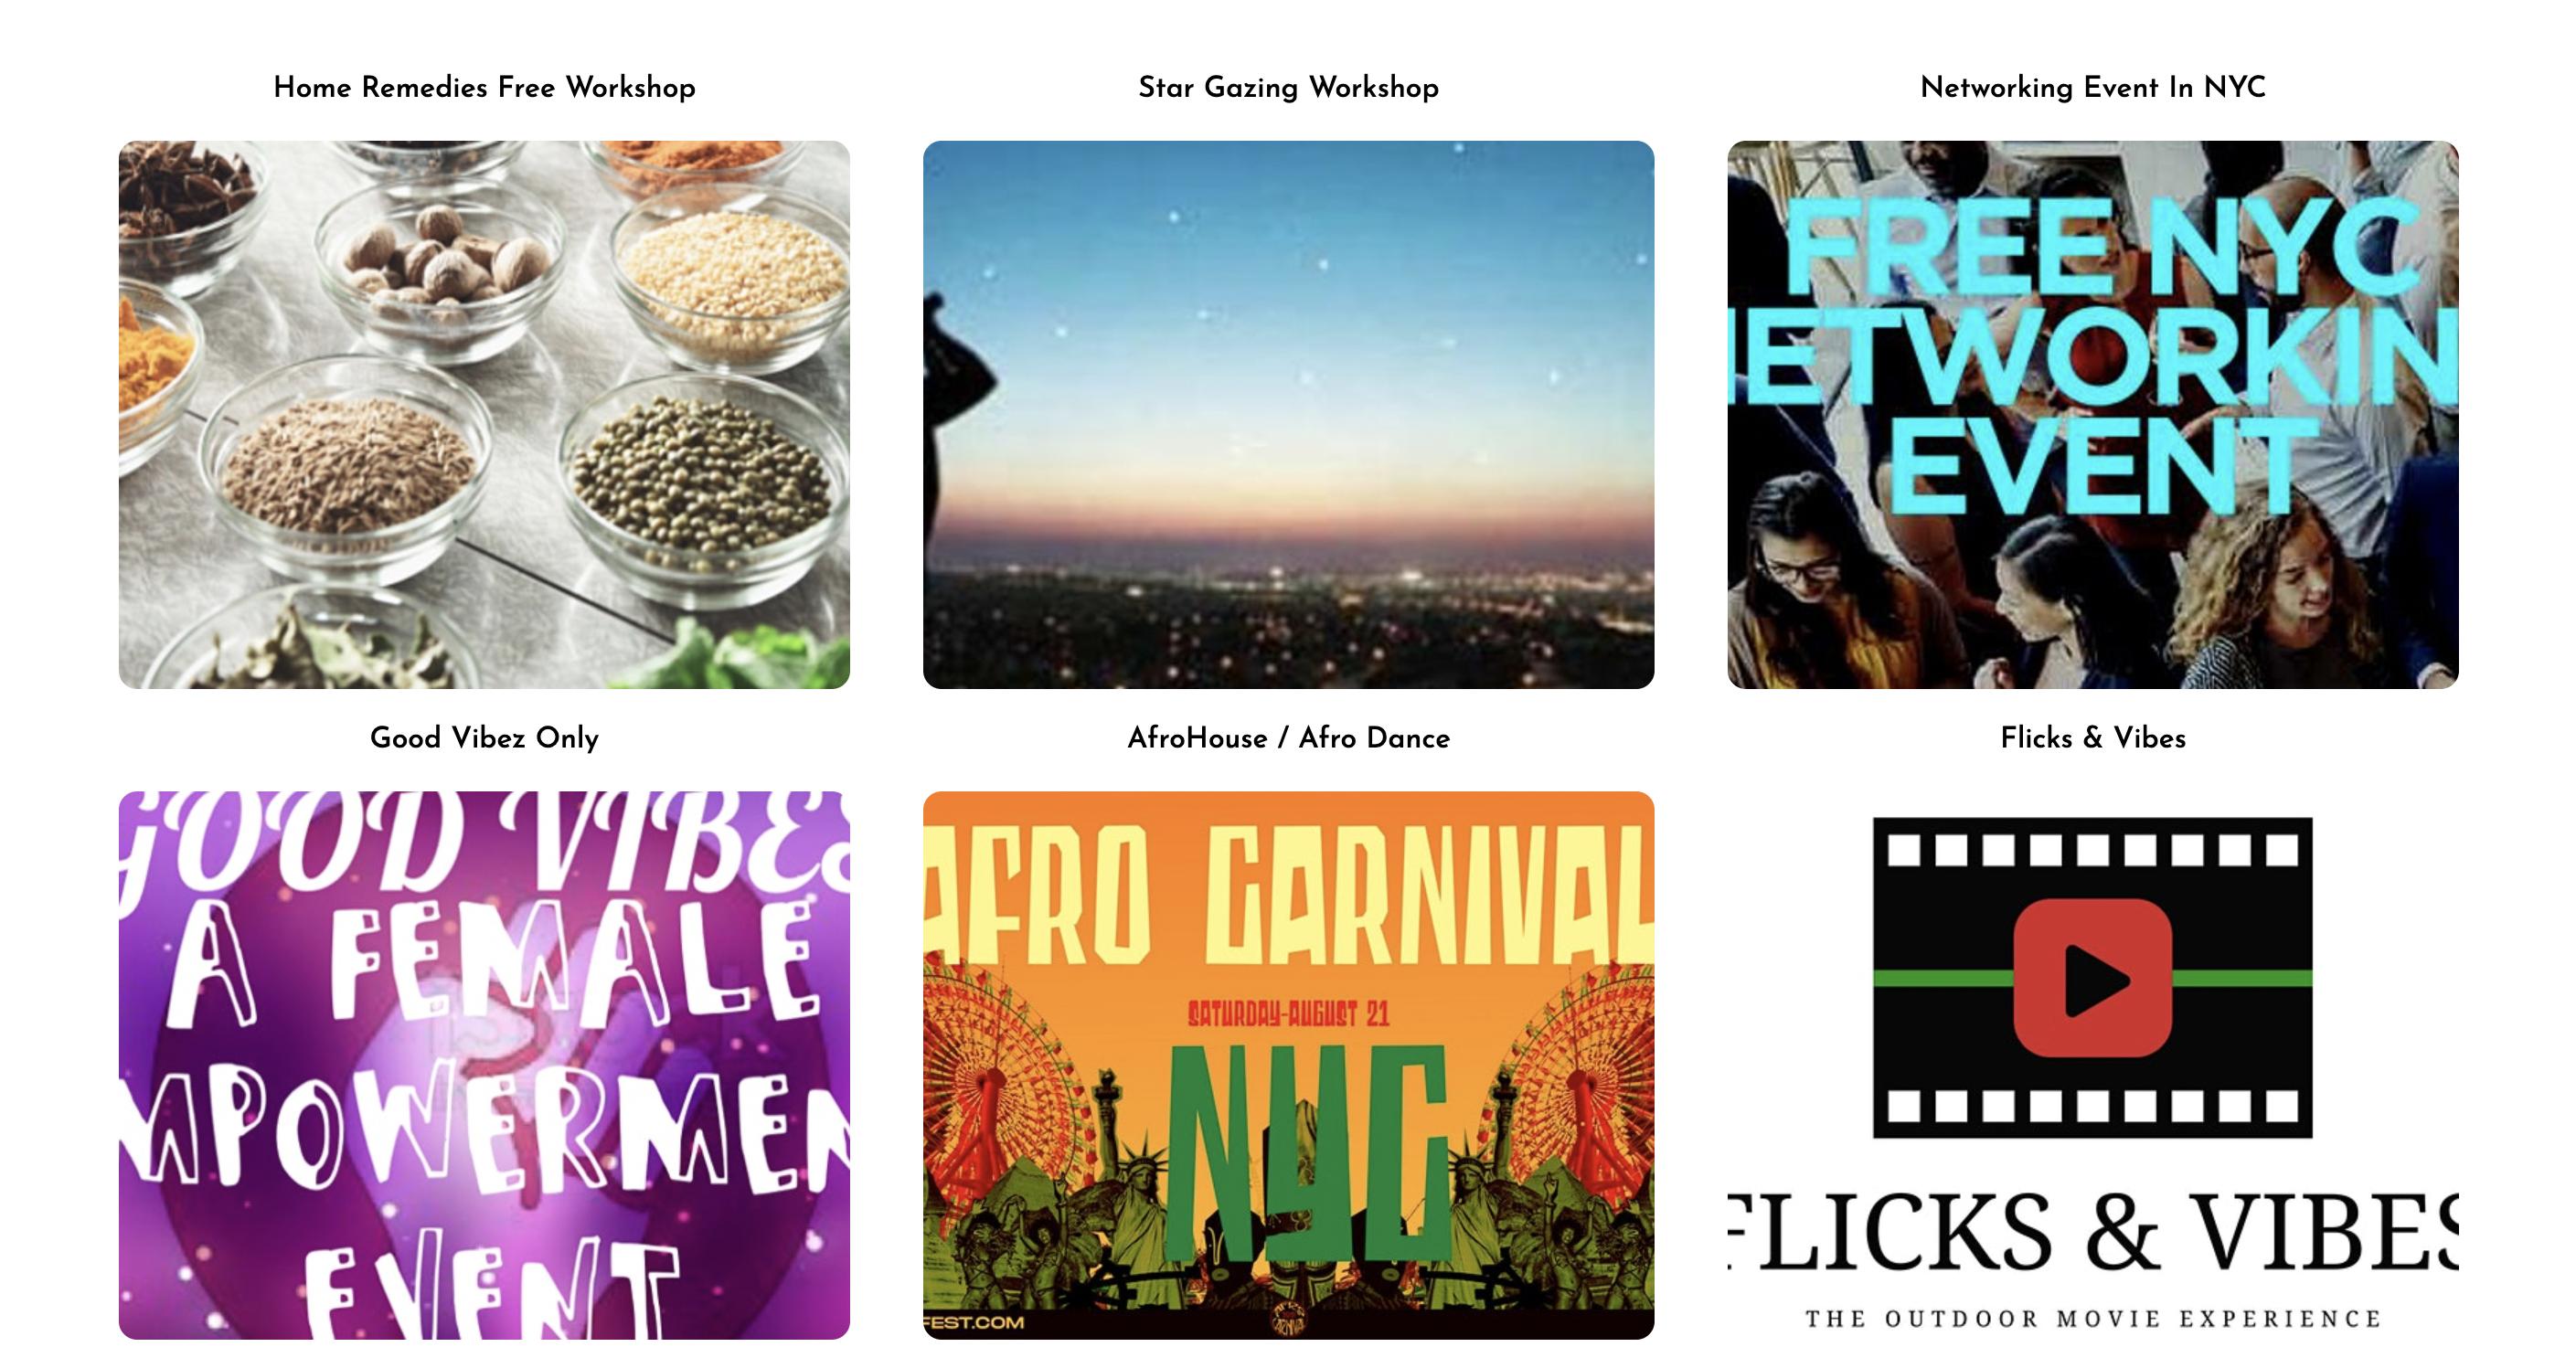 Home Remedies Free Workshop
Star Gazing Workshop
Networking Event In NYC
FREE NYC
ETWORKIN
EVENT
Good Vibez Only
AfroHouse / Afro Dance
Flicks & Vibes
GOOD VIBES
A FEMALE
MPOWERMEN
EVENT
AFRO CARNIVAL
SATURDAY-AUGUST 21
NYC
FEST.COM
FLICKS & VIBES
THE OUTDOOR MOVIE EXPERIENCE